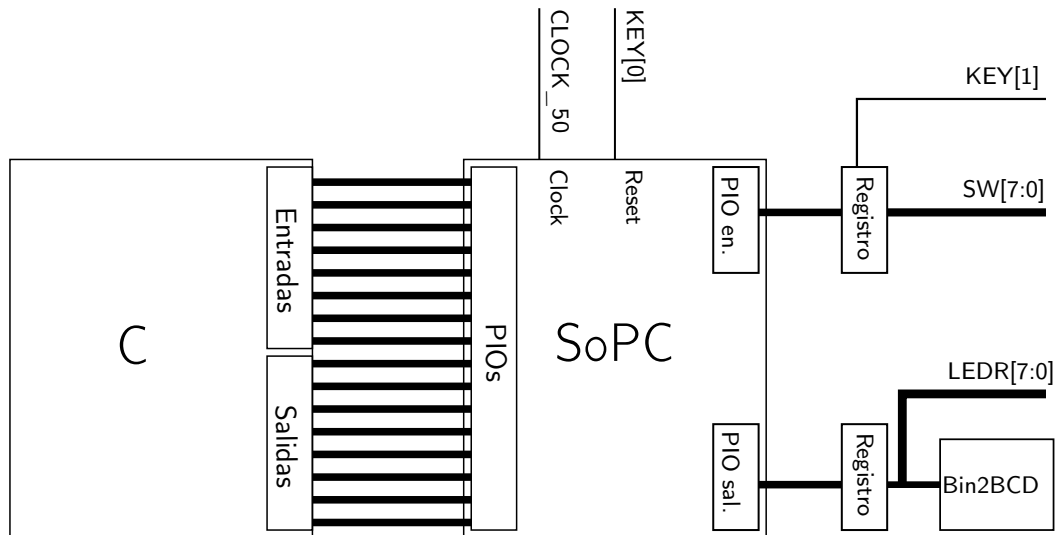 CLOCK_50
KEY[0]
KEY[1]
Clock
Reset
PIO en.
Registro
SW[7:0]
Entradas
C
PIOs
SoPC
LEDR[7:0]
Salidas
PIO sal.
Registro
Bin2BCD